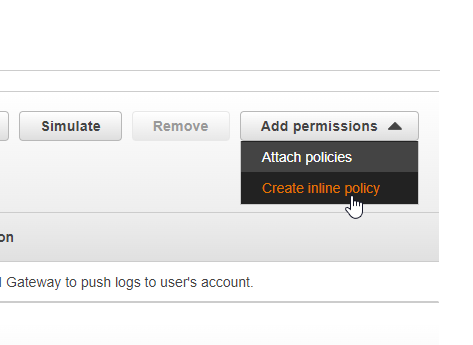 Simulate
Remove
Add permissions
Attach policies
Create inline policy
on
Gateway to push logs to user's account.